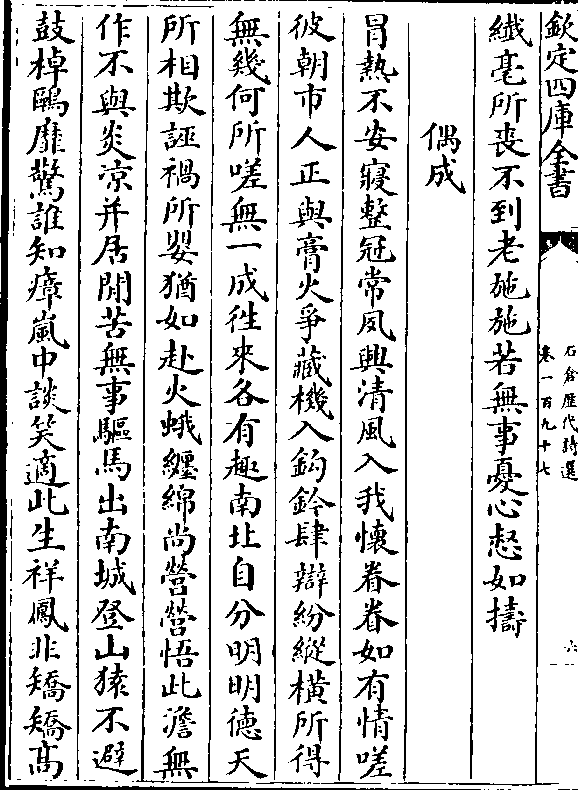 欽定四庫全書
石倉歷代詩選
卷一百九十七
六
纎毫所丧不到老施施若無事憂心惄如擣
偶成
冐熱不安寢整冠常夙興清風入我懷眷眷如有情嗟
彼朝市人正與膏火爭藏機入鈎鈐肆辯紛縱橫所得
無幾何所嗟無一成徃來各有趣南北自分明明德天
所相欺誣禍所嬰猶如赴火蛾纏綿尚營營悟此澹無
作不與炎凉并居閒苦無事驅馬出南城登山猿不避
鼓棹鷗靡驚誰知瘴嵐中談笑適此生祥鳳非矯矯高